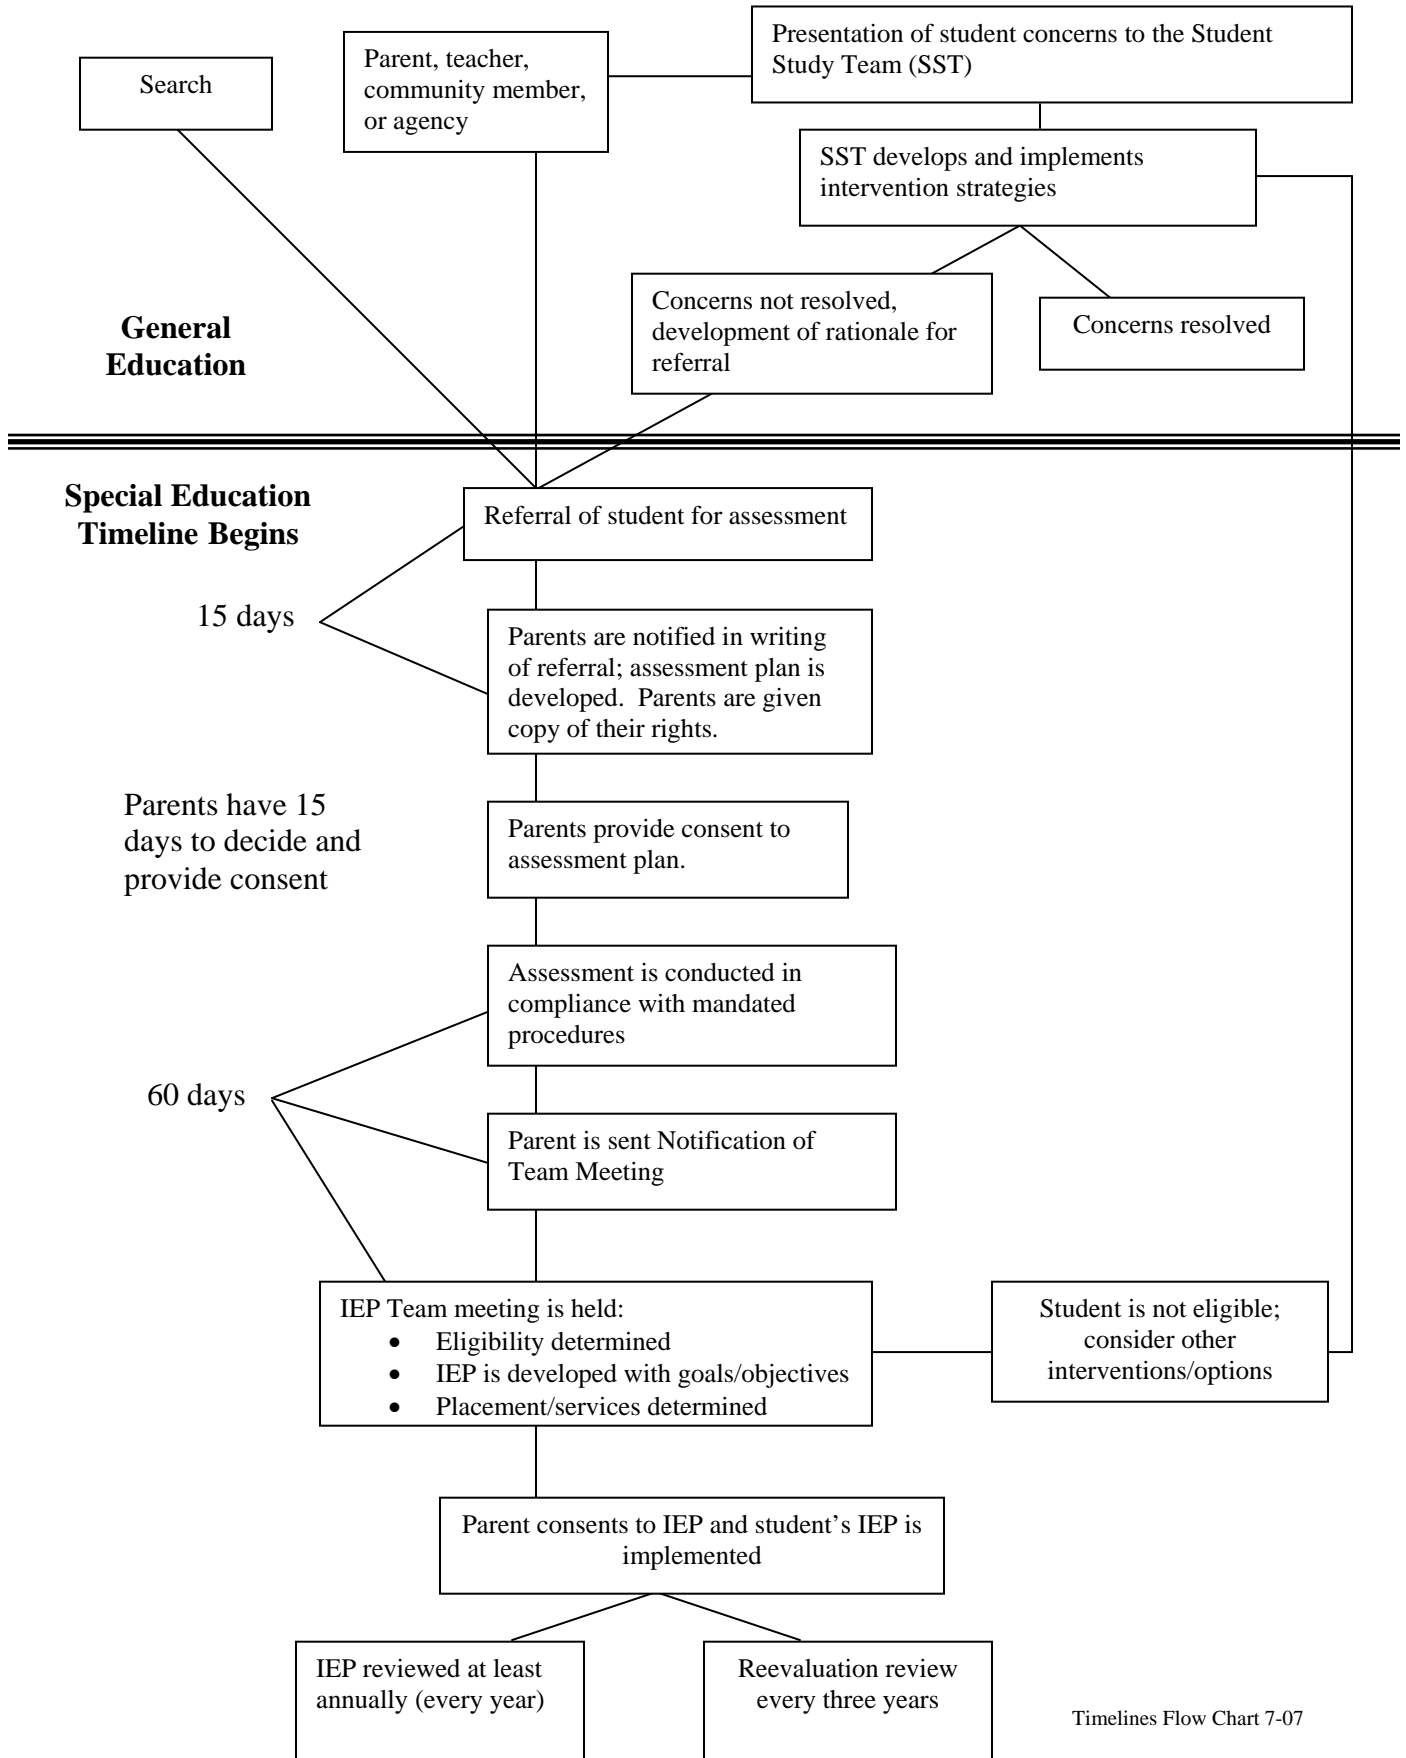 Search
Parent, teacher,
community member,
or agency
Presentation of student concerns to the Student
Study Team (SST)
SST develops and implements
intervention strategies
Concerns not resolved,
development of rationale for
referral
Concerns resolved
General
Education
Special Education
Timeline Begins
Referral of student for assessment
15 days
Parents are notified in writing
of referral; assessment plan is
developed.  Parents are given
copy of their rights.
Parents have 15
days to decide and
provide consent
Parents provide consent to
assessment plan.
Assessment is conducted in
compliance with mandated
procedures
60 days
Parent is sent Notification of
Team Meeting
IEP Team meeting is held:
• Eligibility determined
• IEP is developed with goals/objectives
• Placement/services determined
Student is not eligible;
consider other
interventions/options
Parent consents to IEP and student’s IEP is
implemented
IEP reviewed at least
annually (every year)
Reevaluation review
every three years
Timelines Flow Chart 7-07